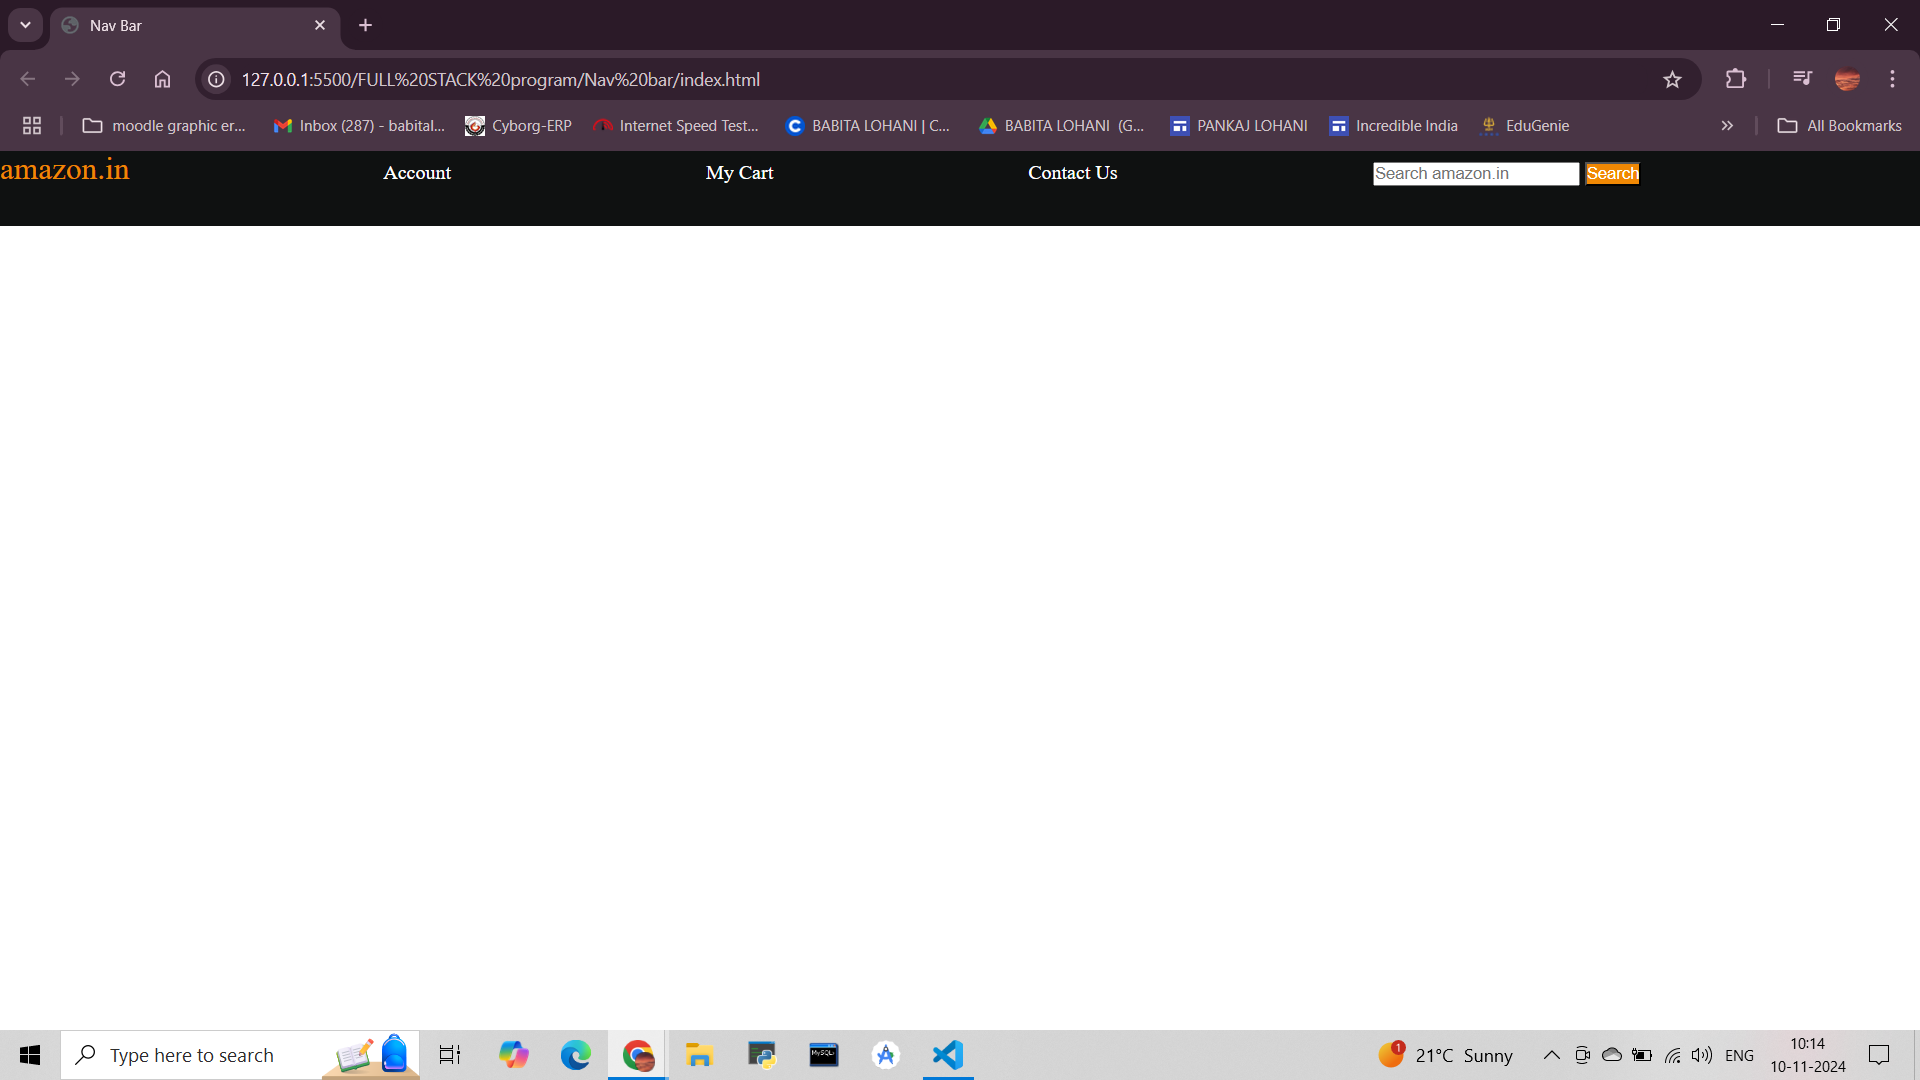 Nav Bar
127.0.0.1:5500/FULL%20STACK%20program/Nav%20bar/index.html
moodle graphic er... Inbox (287) - babital... Cyborg-ERP Internet Speed Test... BABITA LOHANI | C... BABITA LOHANI (G... PANKAJ LOHANI Incredible India EduGenie » All Bookmarks
amazon.in Account My Cart Contact Us Search amazon.in Search
Type here to search 1 21°C Sunny ENG 10:14
10-11-2024